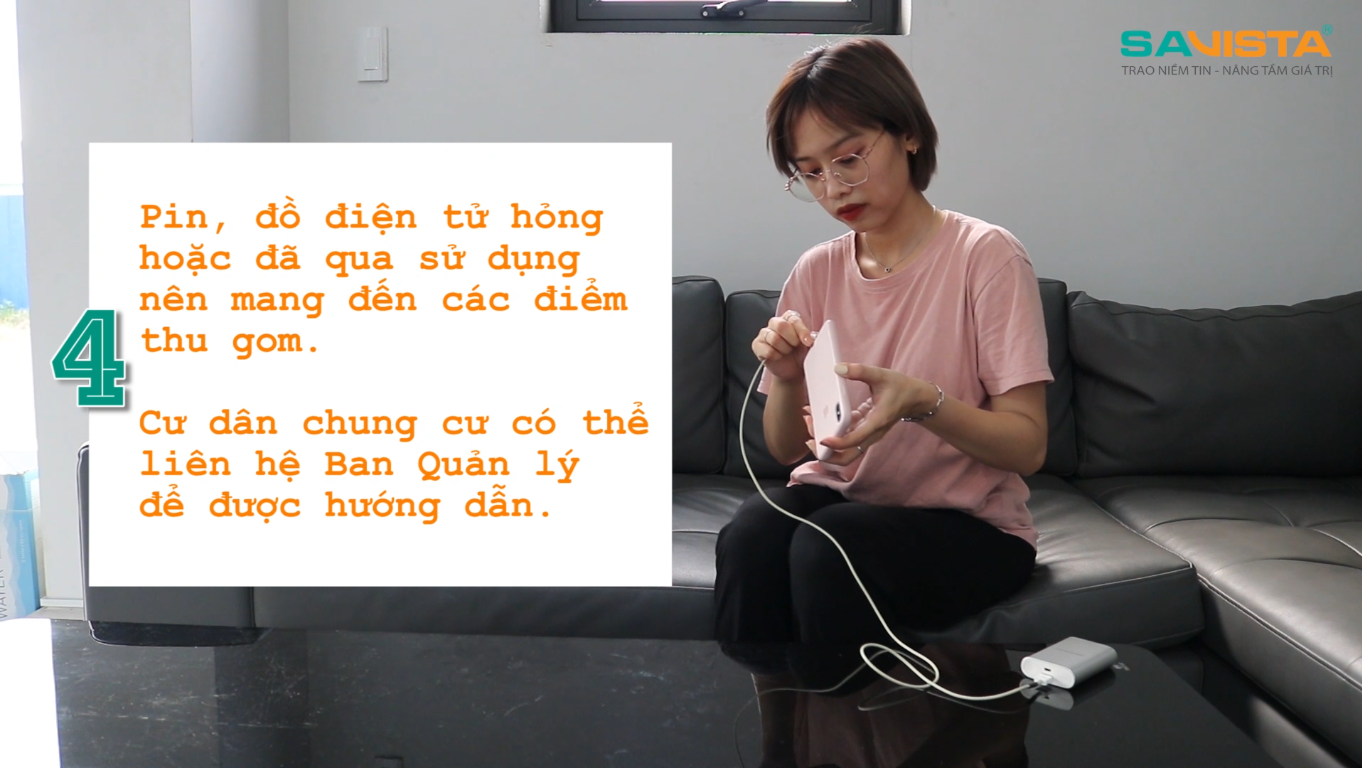 SAVISTA®
TRAO NIỀM TIN - NÂNG TẦM GIÁ TRỊ
Pin, đồ điện tử hỏng
hoặc đã qua sử dụng
nên mang đến các điểm
thu gom.
4
Cư dân chung cư có thể
liên hệ Ban Quản lý
để được hướng dẫn.
WATER